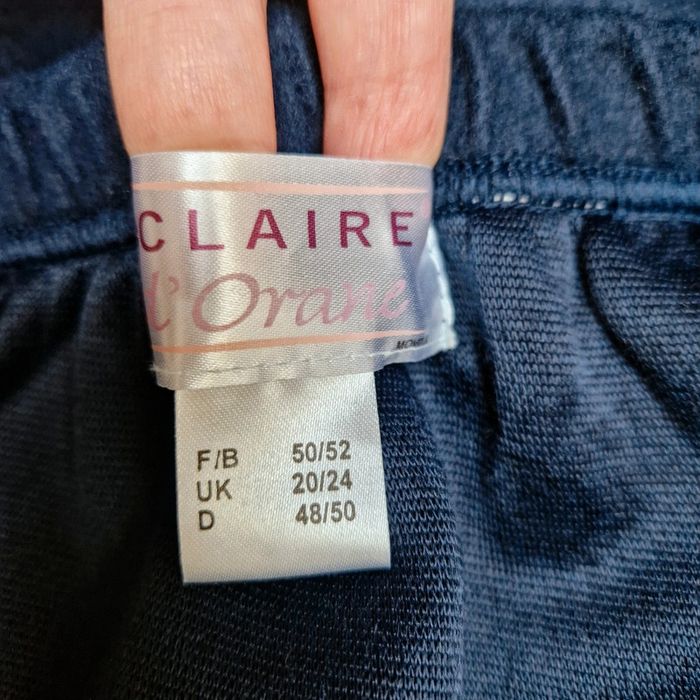 CLAIRE
d'Orane
F/B 50/52
UK 20/24
D 48/50